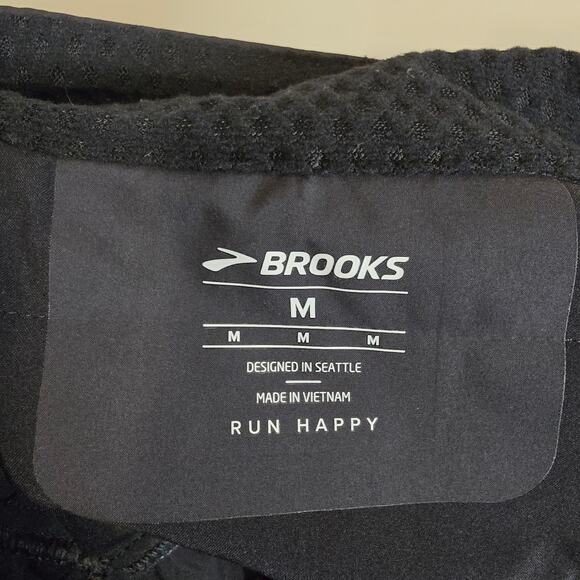 BROOKS
M
M M M
DESIGNED IN SEATTLE
MADE IN VIETNAM
RUN HAPPY